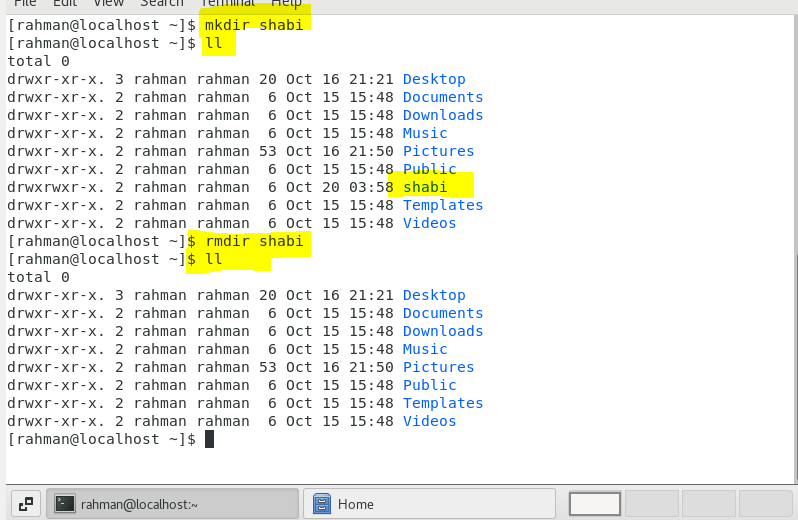 File Edit View Search Terminal Help
[rahman@localhost ~]$ mkdir shabi
[rahman@localhost ~]$ ll
total 0
drwxr-xr-x. 3 rahman rahman 20 Oct 16 21:21 Desktop
drwxr-xr-x. 2 rahman rahman  6 Oct 15 15:48 Documents
drwxr-xr-x. 2 rahman rahman  6 Oct 15 15:48 Downloads
drwxr-xr-x. 2 rahman rahman  6 Oct 15 15:48 Music
drwxr-xr-x. 2 rahman rahman 53 Oct 16 21:50 Pictures
drwxr-xr-x. 2 rahman rahman  6 Oct 15 15:48 Public
drwxrwxr-x. 2 rahman rahman  6 Oct 20 03:58 shabi
drwxr-xr-x. 2 rahman rahman  6 Oct 15 15:48 Templates
drwxr-xr-x. 2 rahman rahman  6 Oct 15 15:48 Videos
[rahman@localhost ~]$ rmdir shabi
[rahman@localhost ~]$ ll
total 0
drwxr-xr-x. 3 rahman rahman 20 Oct 16 21:21 Desktop
drwxr-xr-x. 2 rahman rahman  6 Oct 15 15:48 Documents
drwxr-xr-x. 2 rahman rahman  6 Oct 15 15:48 Downloads
drwxr-xr-x. 2 rahman rahman  6 Oct 15 15:48 Music
drwxr-xr-x. 2 rahman rahman 53 Oct 16 21:50 Pictures
drwxr-xr-x. 2 rahman rahman  6 Oct 15 15:48 Public
drwxr-xr-x. 2 rahman rahman  6 Oct 15 15:48 Templates
drwxr-xr-x. 2 rahman rahman  6 Oct 15 15:48 Videos
[rahman@localhost ~]$
rahman@localhost:~ Home